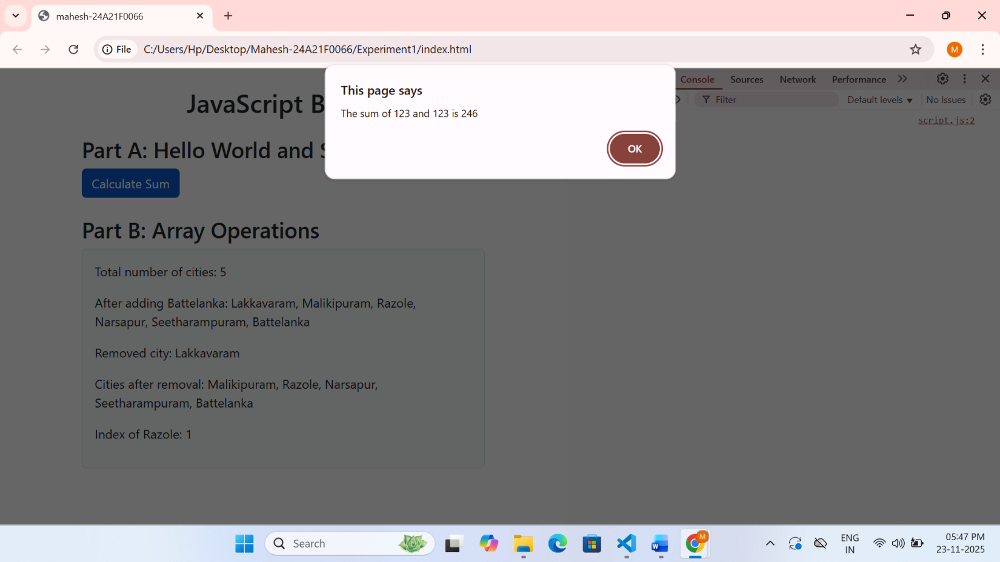 mahesh-24A21F0066
File C:/Users/Hp/Desktop/Mahesh-24A21F0066/Experiment1/index.html
M
This page says
The sum of 123 and 123 is 246
OK
Console Sources Network Performance
Filter Default levels No Issues
script.js:2
JavaScript B
Part A: Hello World and
Calculate Sum
Part B: Array Operations
Total number of cities: 5
After adding Battelanka: Lakkavaram, Malikipuram, Razole,
Narsapur, Seetharampuram, Battelanka
Removed city: Lakkavaram
Cities after removal: Malikipuram, Razole, Narsapur,
Seetharampuram, Battelanka
Index of Razole: 1
Search
M
ENG
IN
05:47 PM
23-11-2025